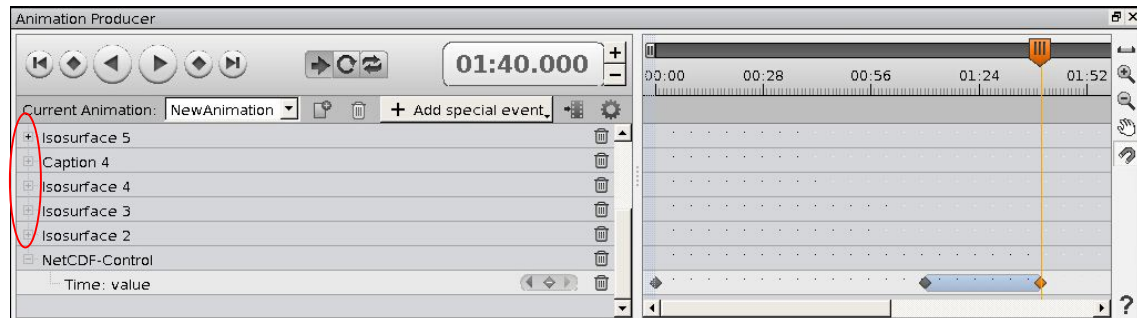 Animation Producer
01:40.000
00:00 00:28 00:56 01:24 01:52
Current Animation: NewAnimation + Add special event
Isosurface 5
Caption 4
Isosurface 4
Isosurface 3
Isosurface 2
NetCDF-Control
Time: value
?